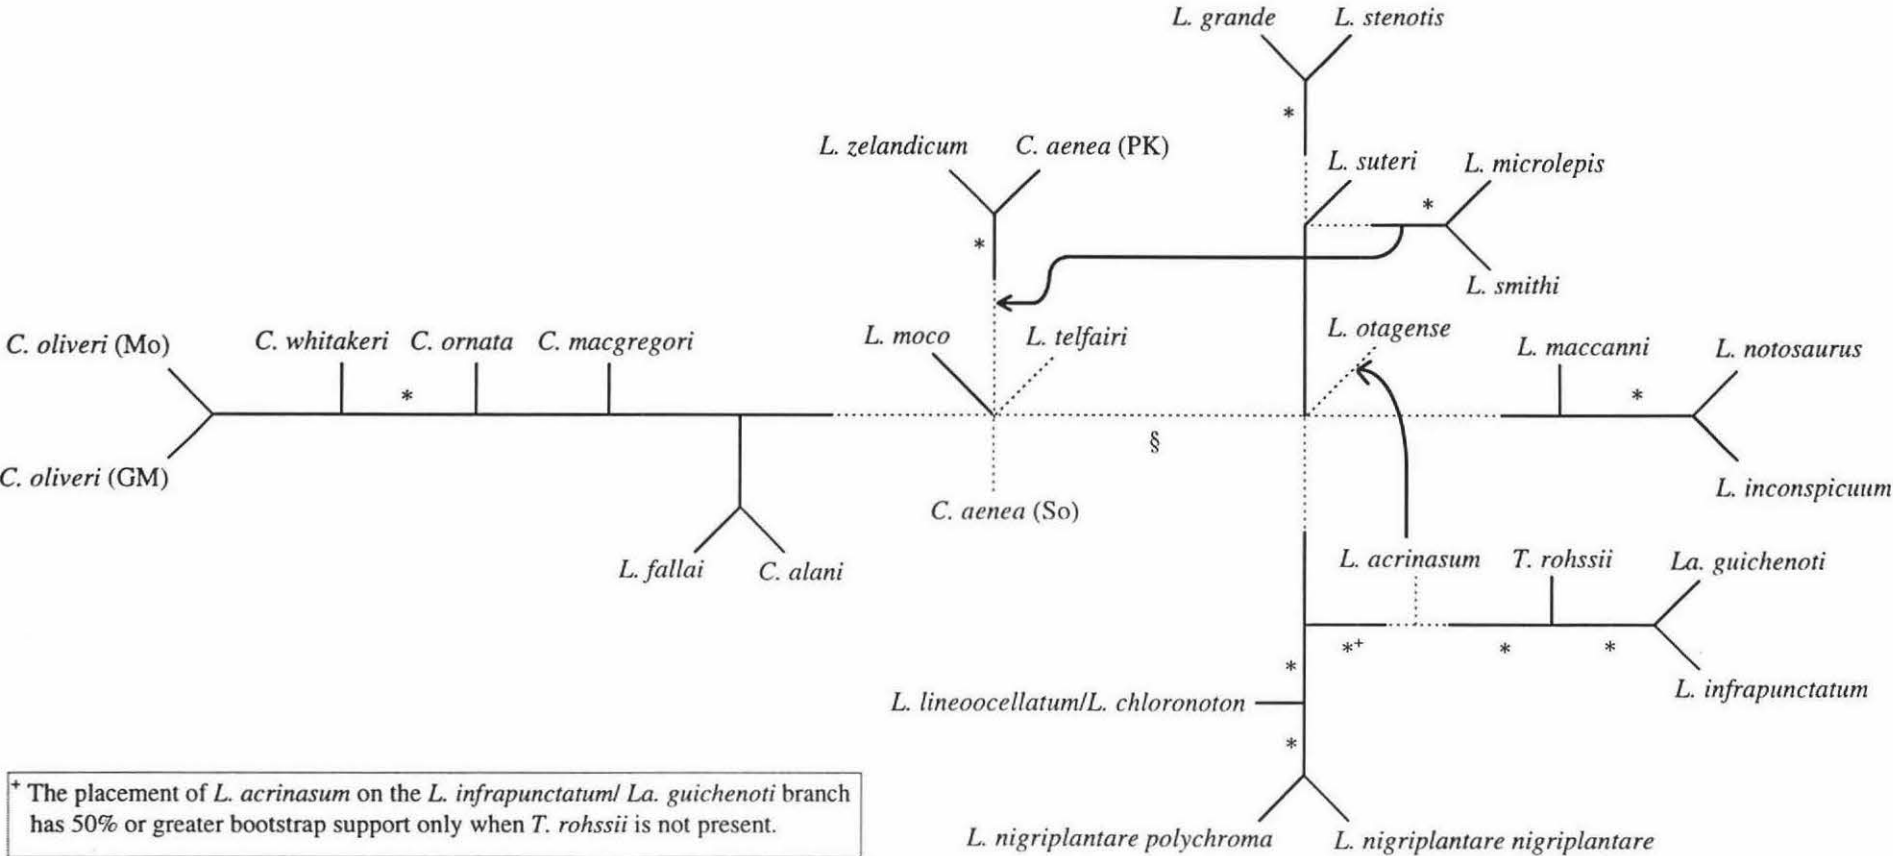 L. grande L. stenotis
*
L. zelandicum C. aenea (PK)
L. suteri L. microlepis
*
*
L. smithi
C. oliveri (Mo) C. whitakeri C. ornata C. macgregori L. moco L. telfairi L. otagense L. maccanni L. notosaurus
* *
§
C. oliveri (GM) L. inconspicuum
C. aenea (So)
L. fallai C. alani L. acrinasum T. rohssii La. guichenoti
*+ * *
*
L. infrapunctatum
L. lineoocellatum/L. chloronoton
*
L. nigriplantare polychroma L. nigriplantare nigriplantare
+ The placement of L. acrinasum on the L. infrapunctatum/ La. guichenoti branch
has 50% or greater bootstrap support only when T. rohssii is not present.